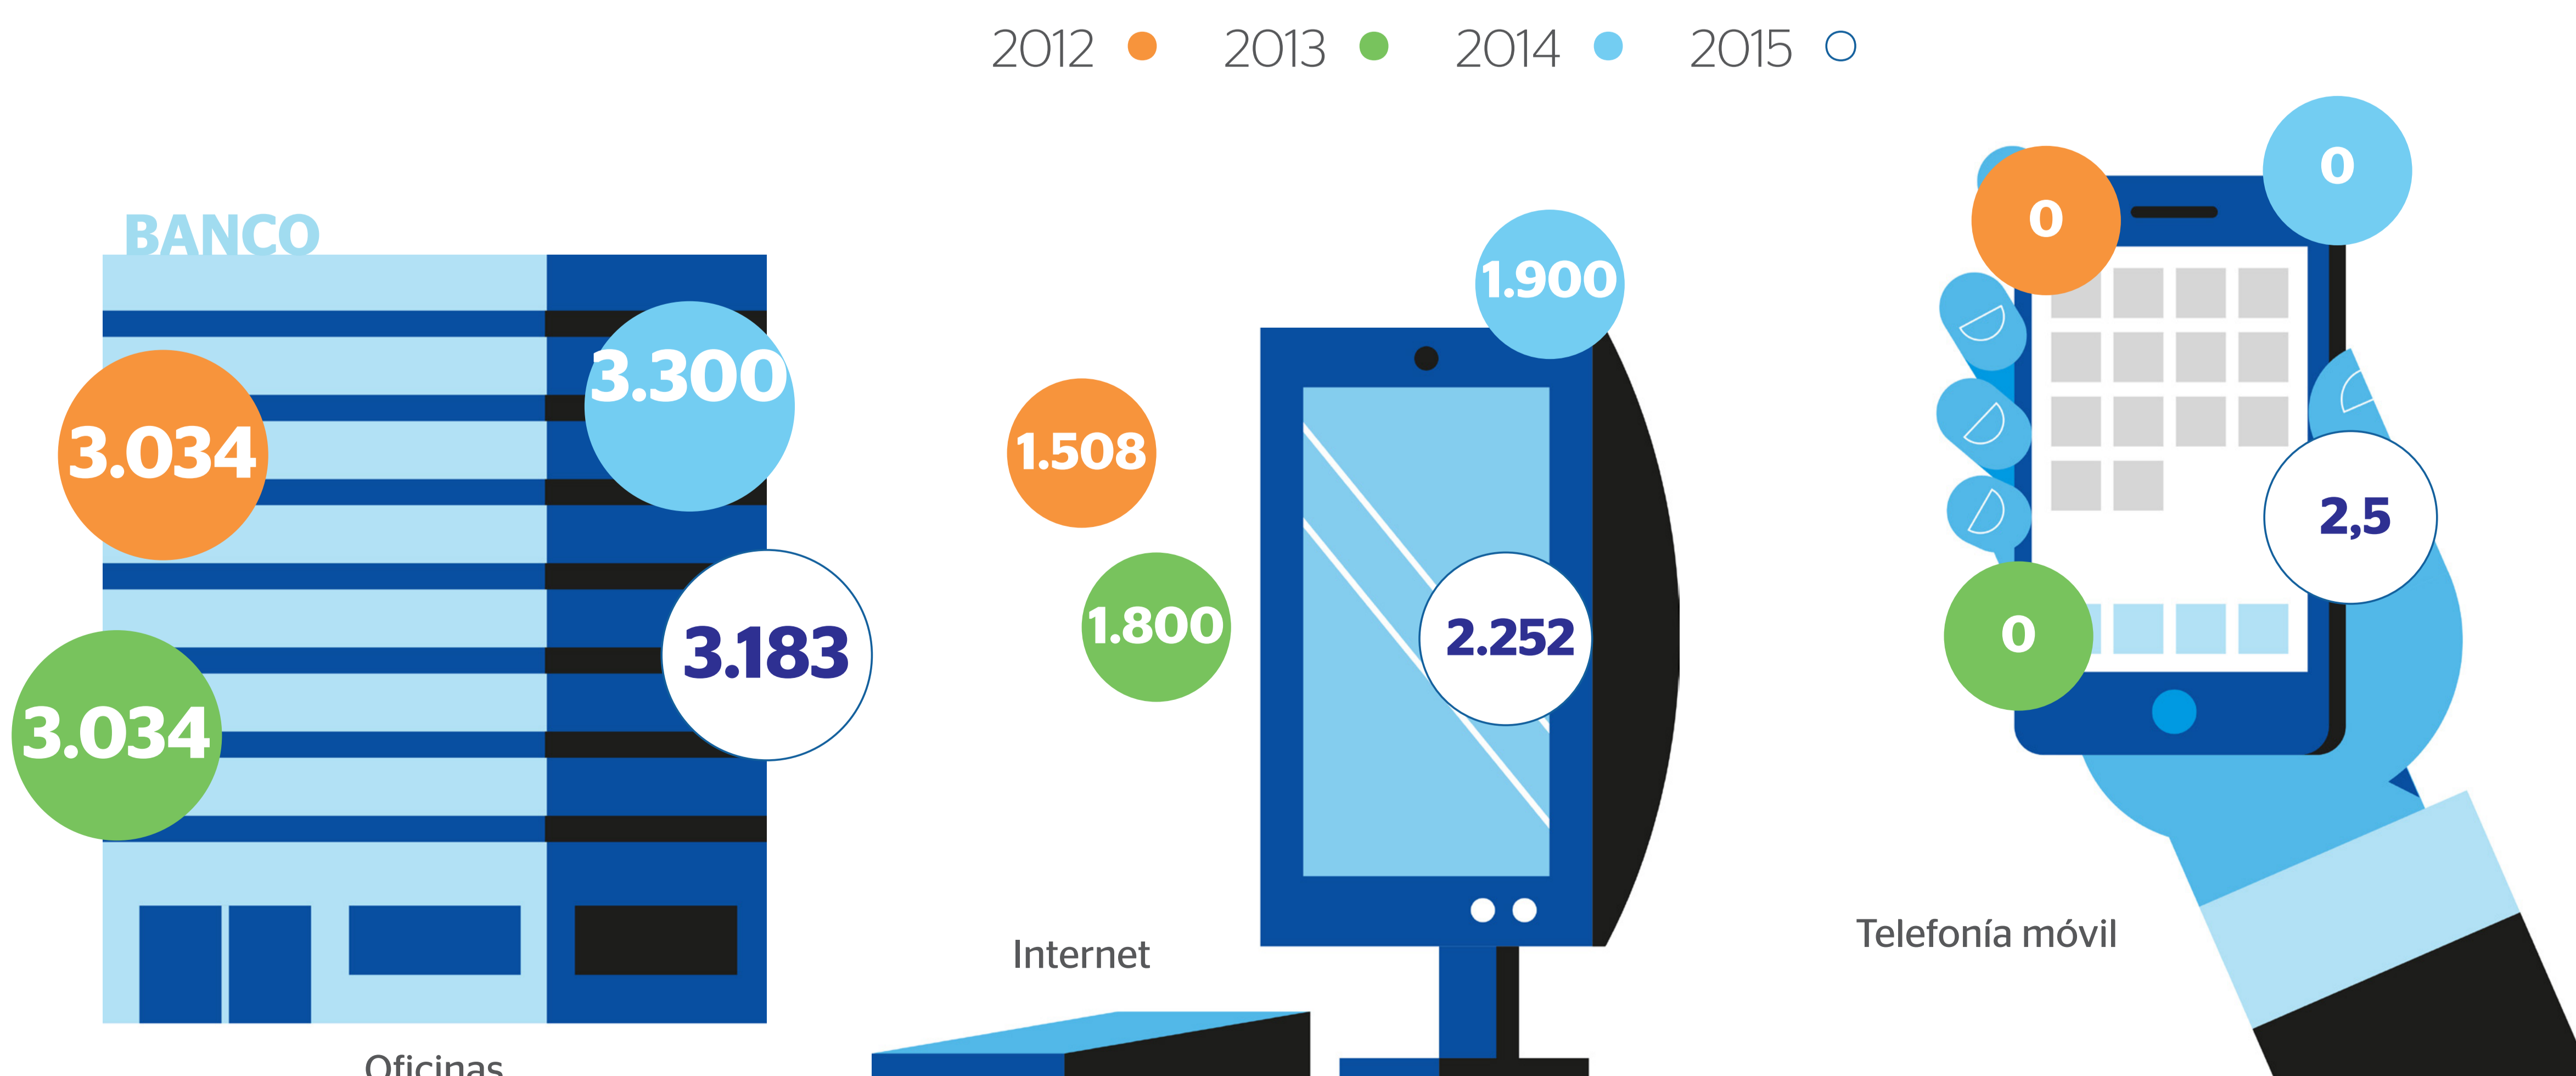 2012 2013 2014 2015
BANCO
3.034
3.300
3.034
3.183
Oficinas
1.900
1.508
1.800
2.252
Internet
0
0
2,5
0
Telefonía móvil